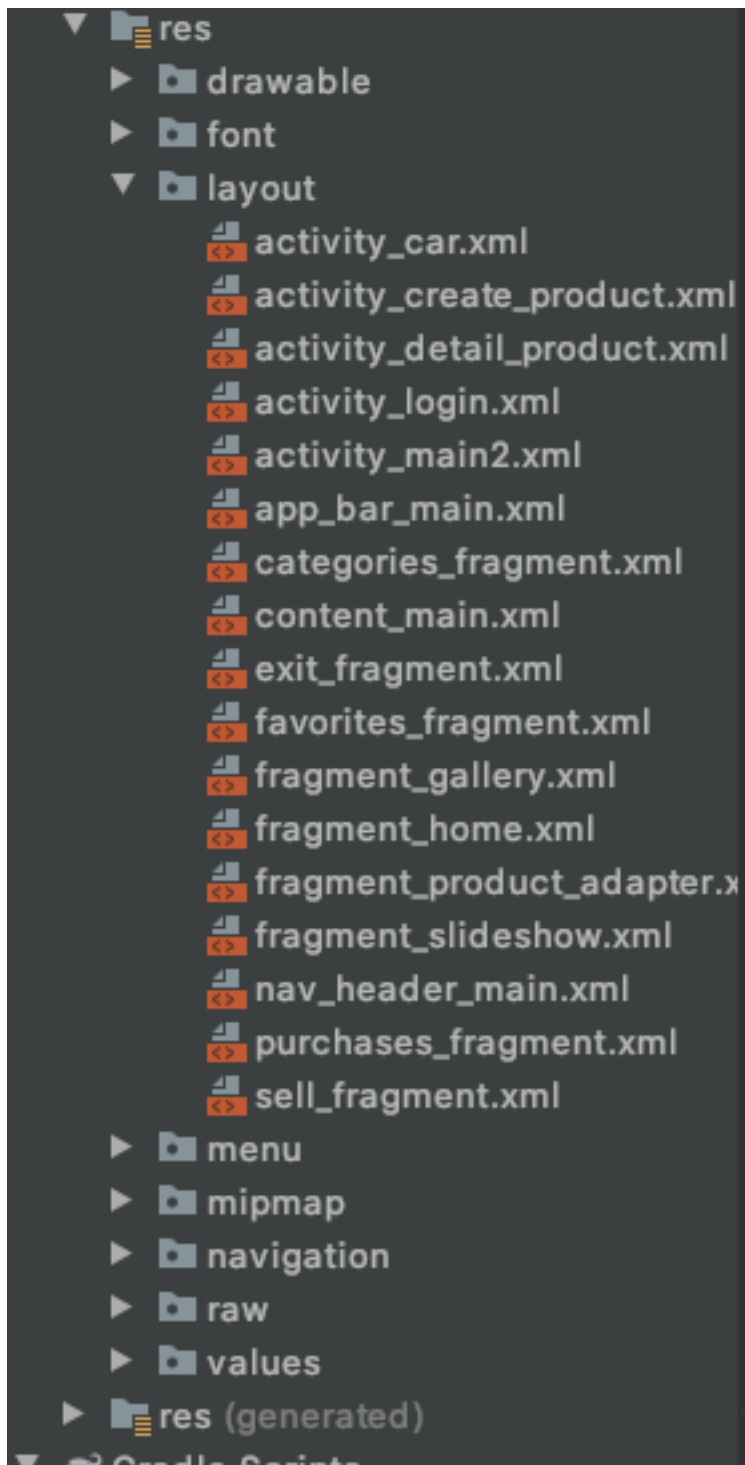 res
drawable
font
layout
activity_car.xml
activity_create_product.xml
activity_detail_product.xml
activity_login.xml
activity_main2.xml
app_bar_main.xml
categories_fragment.xml
content_main.xml
exit_fragment.xml
favorites_fragment.xml
fragment_gallery.xml
fragment_home.xml
fragment_product_adapter.x
fragment_slideshow.xml
nav_header_main.xml
purchases_fragment.xml
sell_fragment.xml
menu
mipmap
navigation
raw
values
res (generated)
Gradle Scripts